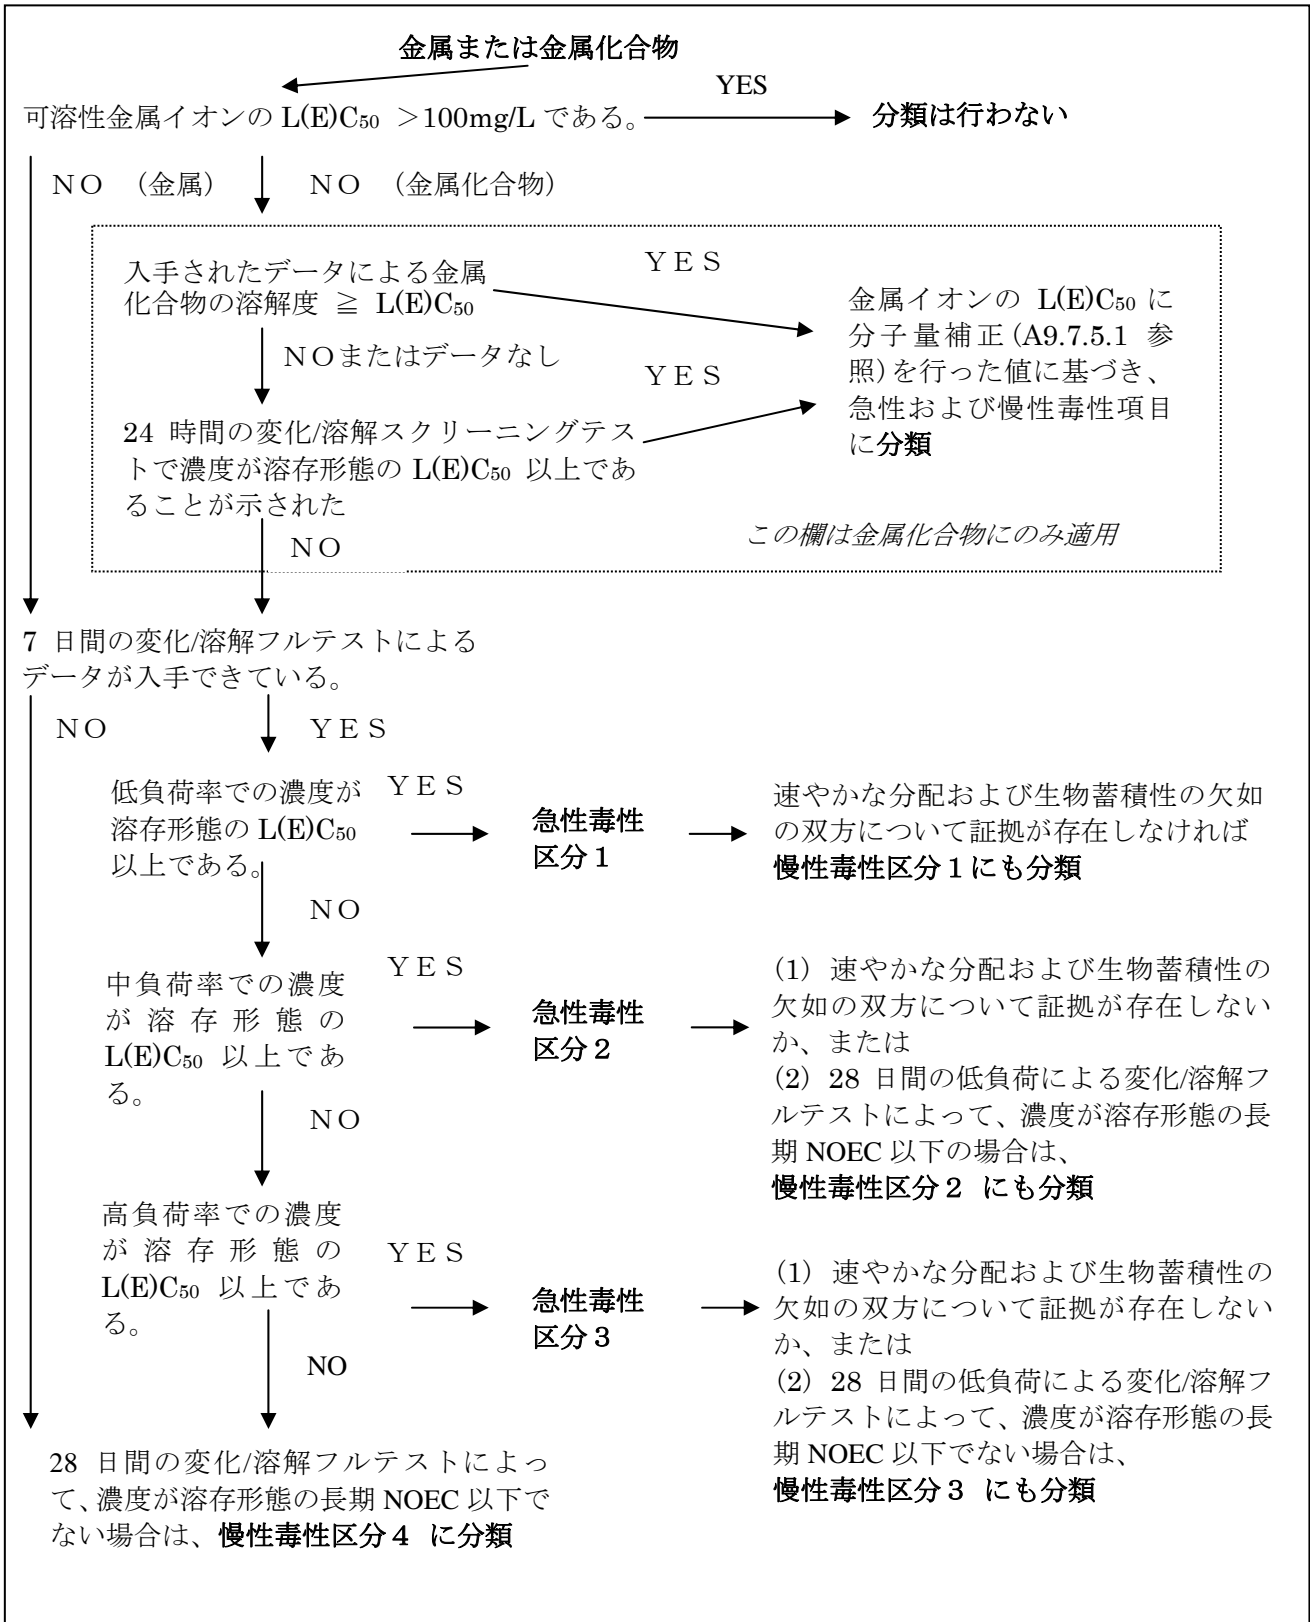 金属または金属化合物
可溶性金属イオンの L(E)C₅₀ ＞100mg/L である。
YES
分類は行わない
ＮＯ （金属）
ＮＯ （金属化合物）
入手されたデータによる金属
化合物の溶解度 ≧ L(E)C₅₀
ＹＥＳ
ＮＯまたはデータなし
ＹＥＳ
24 時間の変化/溶解スクリーニングテス
トで濃度が溶存形態の L(E)C₅₀ 以上であ
ることが示された
金属イオンの L(E)C₅₀ に
分子量補正(A9.7.5.1 参
照)を行った値に基づき、
急性および慢性毒性項目
に分類
この欄は金属化合物にのみ適用
ＮＯ
7 日間の変化/溶解フルテストによる
データが入手できている。
ＮＯ
ＹＥＳ
低負荷率での濃度が
溶存形態の L(E)C₅₀
以上である。
ＹＥＳ
急性毒性
区分１
速やかな分配および生物蓄積性の欠如
の双方について証拠が存在しなければ
慢性毒性区分１にも分類
ＮＯ
中負荷率での濃度
が溶存形態の
L(E)C₅₀ 以上であ
る。
ＹＥＳ
急性毒性
区分２
(1) 速やかな分配および生物蓄積性の
欠如の双方について証拠が存在しない
か、または
(2) 28 日間の低負荷による変化/溶解フ
ルテストによって、濃度が溶存形態の長
期 NOEC 以下の場合は、
慢性毒性区分２ にも分類
ＮＯ
高負荷率での濃度
が溶存形態の
L(E)C₅₀ 以上であ
る。
ＹＥＳ
急性毒性
区分３
(1) 速やかな分配および生物蓄積性の
欠如の双方について証拠が存在しない
か、または
(2) 28 日間の低負荷による変化/溶解フ
ルテストによって、濃度が溶存形態の長
期 NOEC 以下でない場合は、
慢性毒性区分３ にも分類
NO
28 日間の変化/溶解フルテストによっ
て、濃度が溶存形態の長期 NOEC 以下で
ない場合は、慢性毒性区分４ に分類